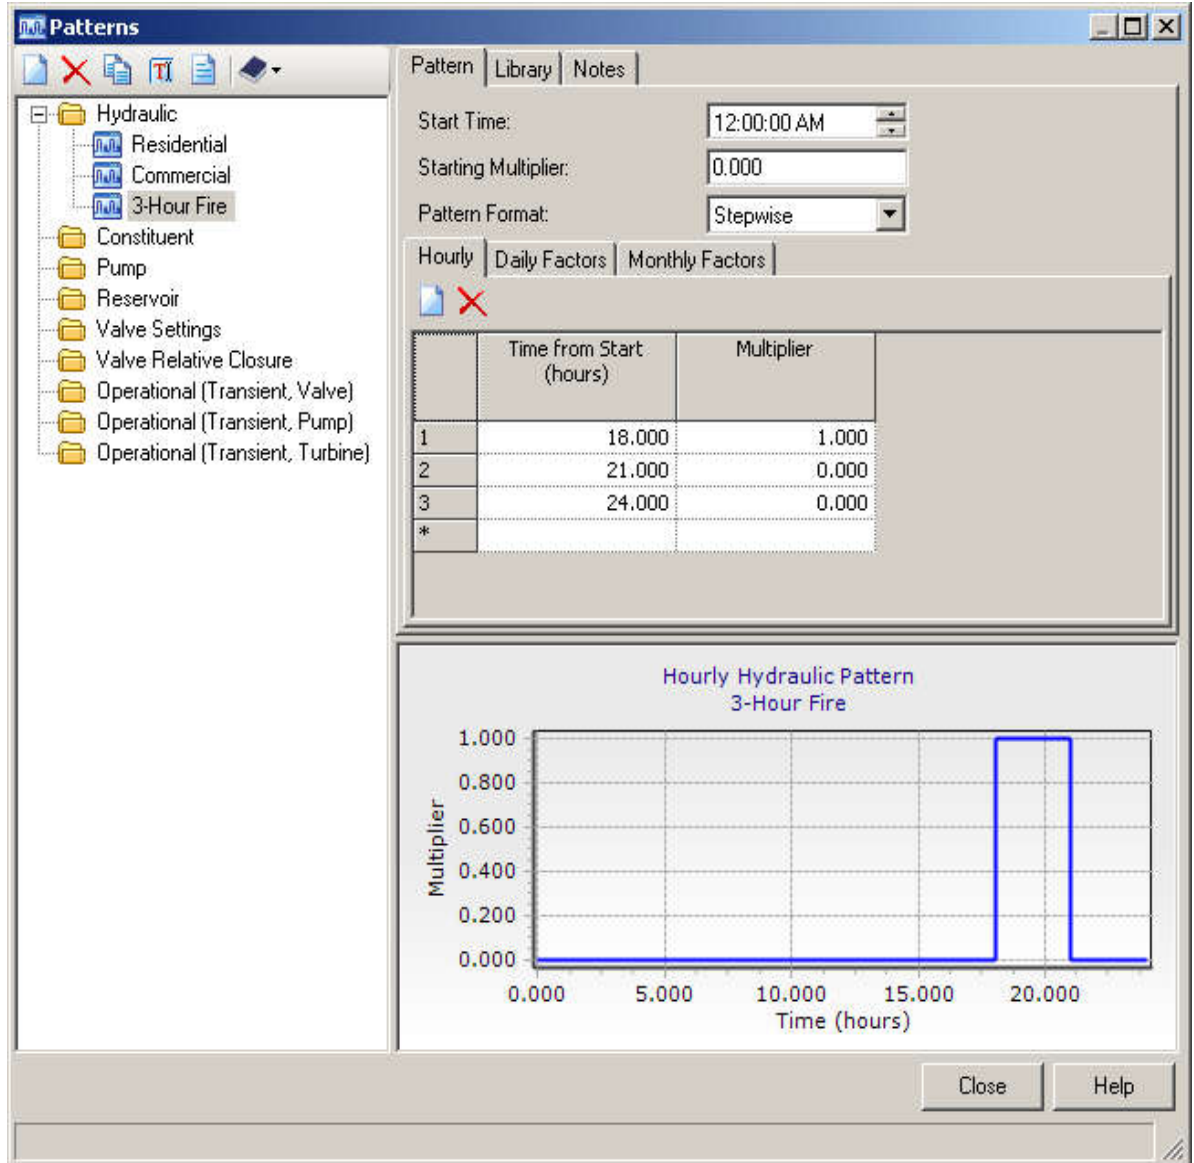 Patterns
Hydraulic
Residential
Commercial
3-Hour Fire
Constituent
Pump
Reservoir
Valve Settings
Valve Relative Closure
Operational (Transient, Valve)
Operational (Transient, Pump)
Operational (Transient, Turbine)
Pattern Library Notes
Start Time: 12:00:00 AM
Starting Multiplier: 0.000
Pattern Format: Stepwise
Hourly Daily Factors Monthly Factors
Time from Start Multiplier
(hours)
1 18.000 1.000
2 21.000 0.000
3 24.000 0.000
*
Hourly Hydraulic Pattern
3-Hour Fire
Multiplier
1.000
0.800
0.600
0.400
0.200
0.000
0.000 5.000 10.000 15.000 20.000
Time (hours)
Close Help